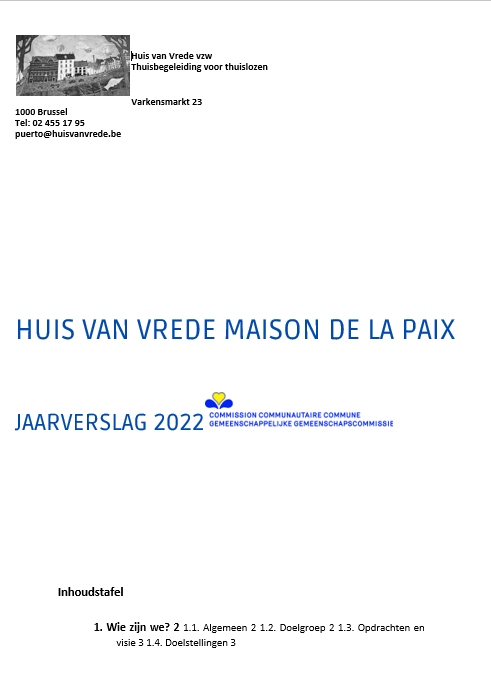 Huis van Vrede vzw
Thuisbegeleiding voor thuislozen
Varkensmarkt 23
1000 Brussel
Tel: 02 455 17 95
puerto@huisvanvrede.be
HUIS VAN VREDE MAISON DE LA PAIX
JAARVERSLAG 2022
COMMISSION COMMUNAUTAIRE COMMUNE
GEMEENSCHAPPELIJKE GEMEENSCHAPSCOMMISSIE
Inhoudstafel
1. Wie zijn we? 2 1.1. Algemeen 2 1.2. Doelgroep 2 1.3. Opdrachten en
visie 3 1.4. Doelstellingen 3